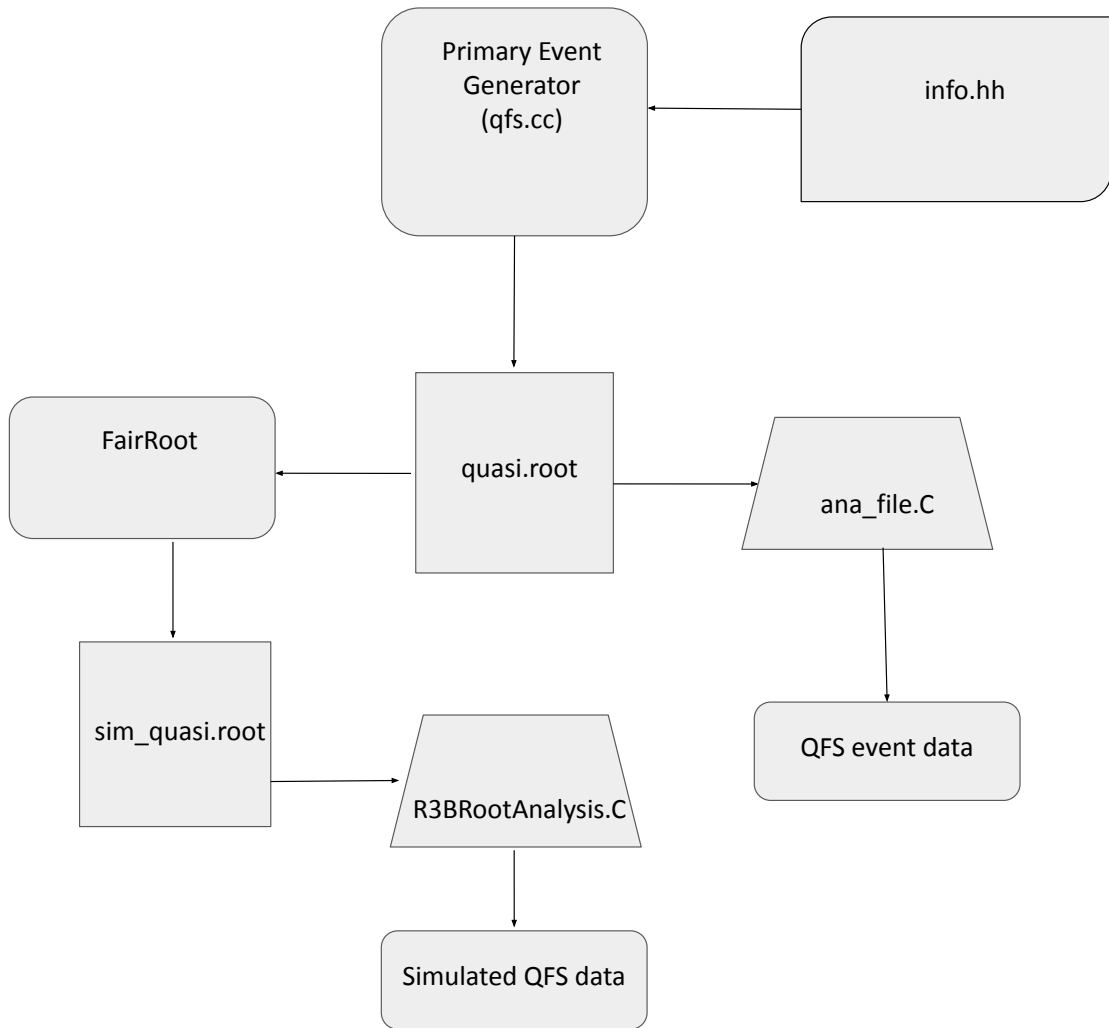 Primary Event
Generator
(qfs.cc)
info.hh
FairRoot
quasi.root
ana_file.C
sim_quasi.root
QFS event data
R3BRootAnalysis.C
Simulated QFS data